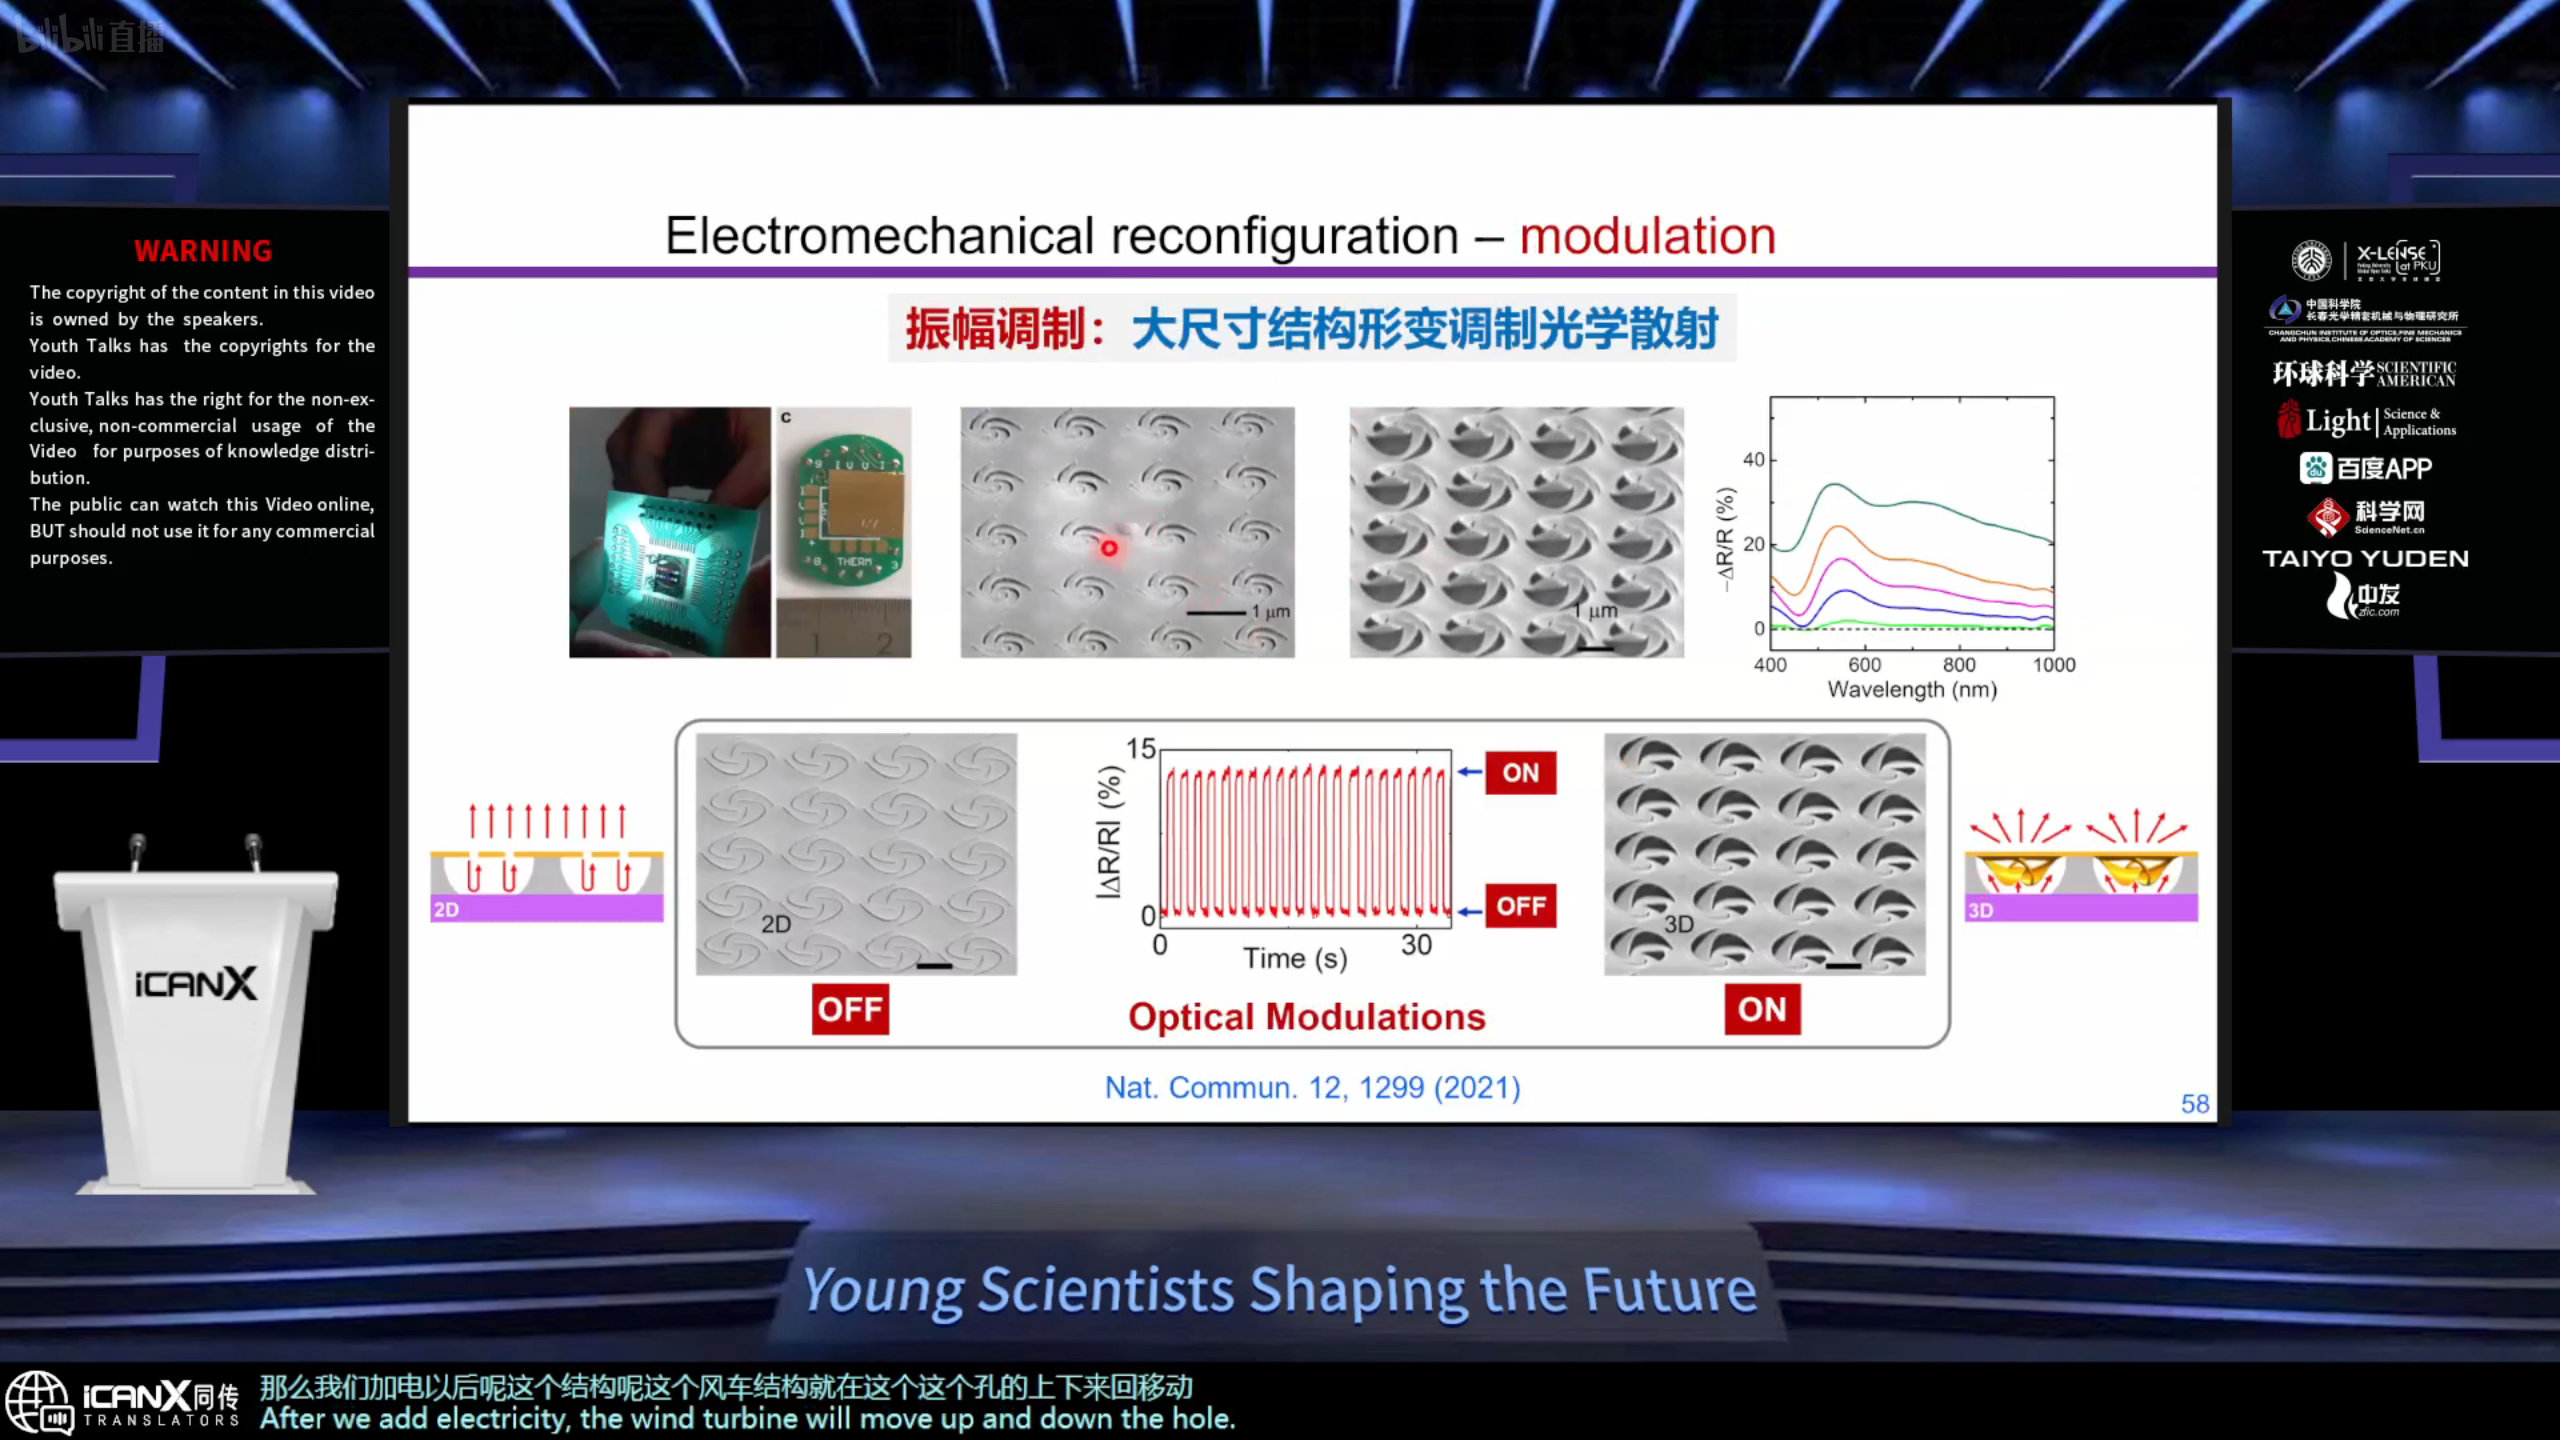 bilibili直播
WARNING
The copyright of the content in this video
is owned by the speakers.
Youth Talks has the copyrights for the
video.
Youth Talks has the right for the non-ex-
clusive, non-commercial usage of the
Video for purposes of knowledge distri-
bution.
The public can watch this Video online,
BUT should not use it for any commercial
purposes.
Electromechanical reconfiguration – modulation
振幅调制：大尺寸结构形变调制光学散射
c
THERM
1 2
1 μm
1 μm
40
20
0
−ΔR/R (%)
400 600 800 1000
Wavelength (nm)
2D
2D
OFF
15
0
|ΔR/R| (%)
0 30
Time (s)
ON
OFF
Optical Modulations
3D
ON
3D
Nat. Commun. 12, 1299 (2021)
58
X-LENSE
at PKU
中国科学院
长春光学精密机械与物理研究所
CHANGCHUN INSTITUTE OF OPTICS,FINE MECHANICS
AND PHYSICS,CHINESE ACADEMY OF SCIENCES
环球科学 SCIENTIFIC
AMERICAN
Light Science &
Applications
du 百度APP
科学网
ScienceNet.cn
TAIYO YUDEN
中发
zfic.com
iCANX
Young Scientists Shaping the Future
iCANX同传
TRANSLATORS
那么我们加电以后呢这个结构呢这个风车结构就在这个这个孔的上下来回移动
After we add electricity, the wind turbine will move up and down the hole.